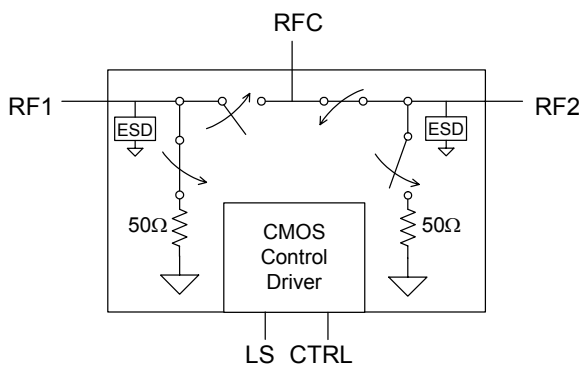 RFC
RF1
RF2
ESD
ESD
50Ω
50Ω
CMOS
Control
Driver
LS CTRL